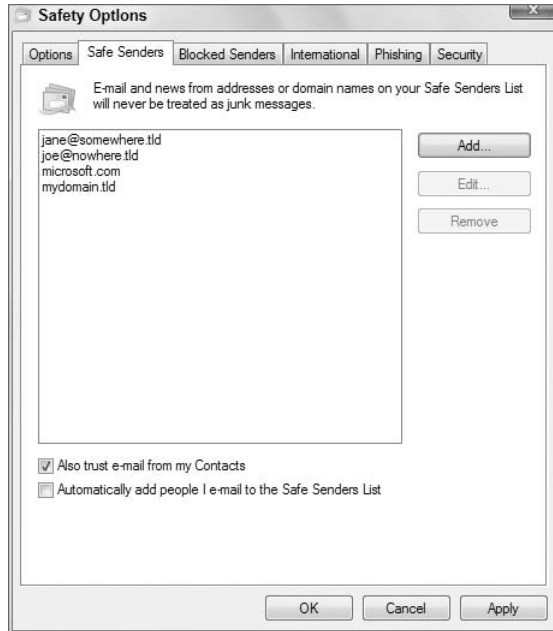 Safety Options
Options Safe Senders Blocked Senders International Phishing Security
E-mail and news from addresses or domain names on your Safe Senders List
will never be treated as junk messages.
jane@somewhere.tld
joe@nowhere.tld
microsoft.com
mydomain.tld
Add...
Edit...
Remove
Also trust e-mail from my Contacts
Automatically add people I e-mail to the Safe Senders List
OK Cancel Apply